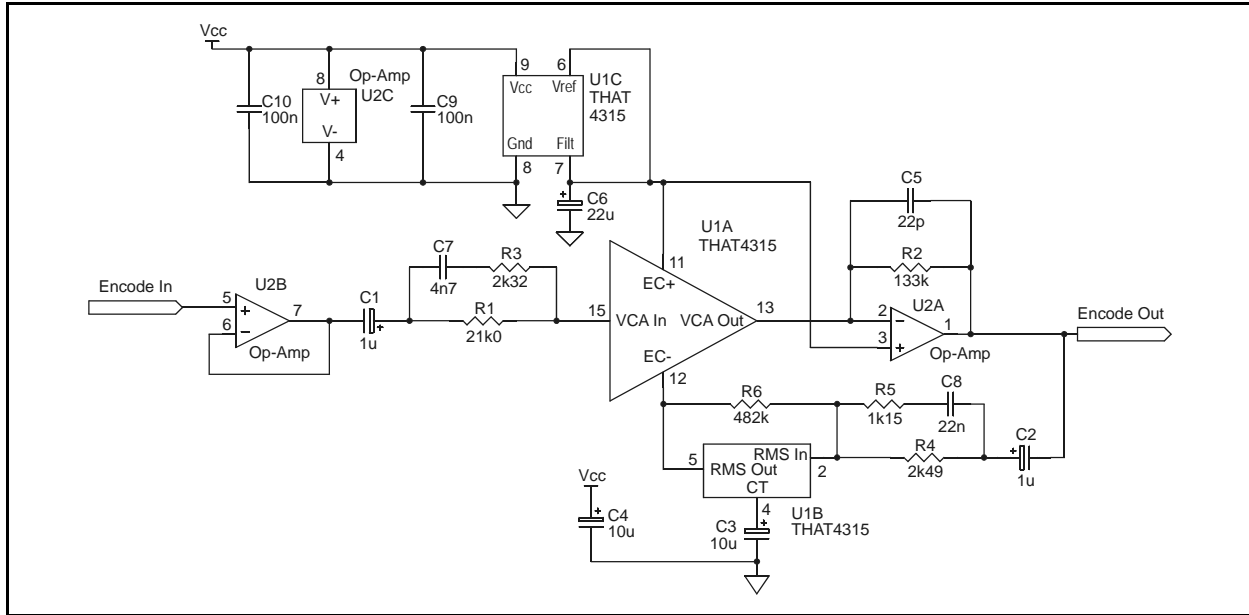 Vcc
C10
100n
8
V+
V-
4
Op-Amp
U2C
C9
100n
9
6
Vcc
Vref
Gnd
Filt
8
7
U1C
THAT
4315
+
C6
22u
C5
22p
R2
133k
U1A
THAT4315
Encode In
U2B
5
+
6
−
7
Op-Amp
C1
+
1u
C7
4n7
R3
2k32
R1
21k0
15
VCA In
VCA Out
13
11
EC+
EC-
12
2
−
3
+
U2A
1
Op-Amp
Encode Out
R6
482k
R5
1k15
C8
22n
R4
2k49
C2
+
1u
5
RMS In
RMS Out
2
CT
4
U1B
THAT4315
Vcc
+
C4
10u
C3
10u
+